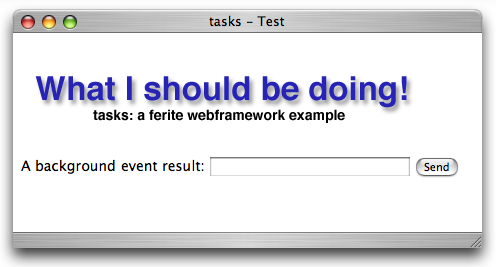 tasks – Test
What I should be doing!
tasks: a ferite webframework example
A background event result:
Send